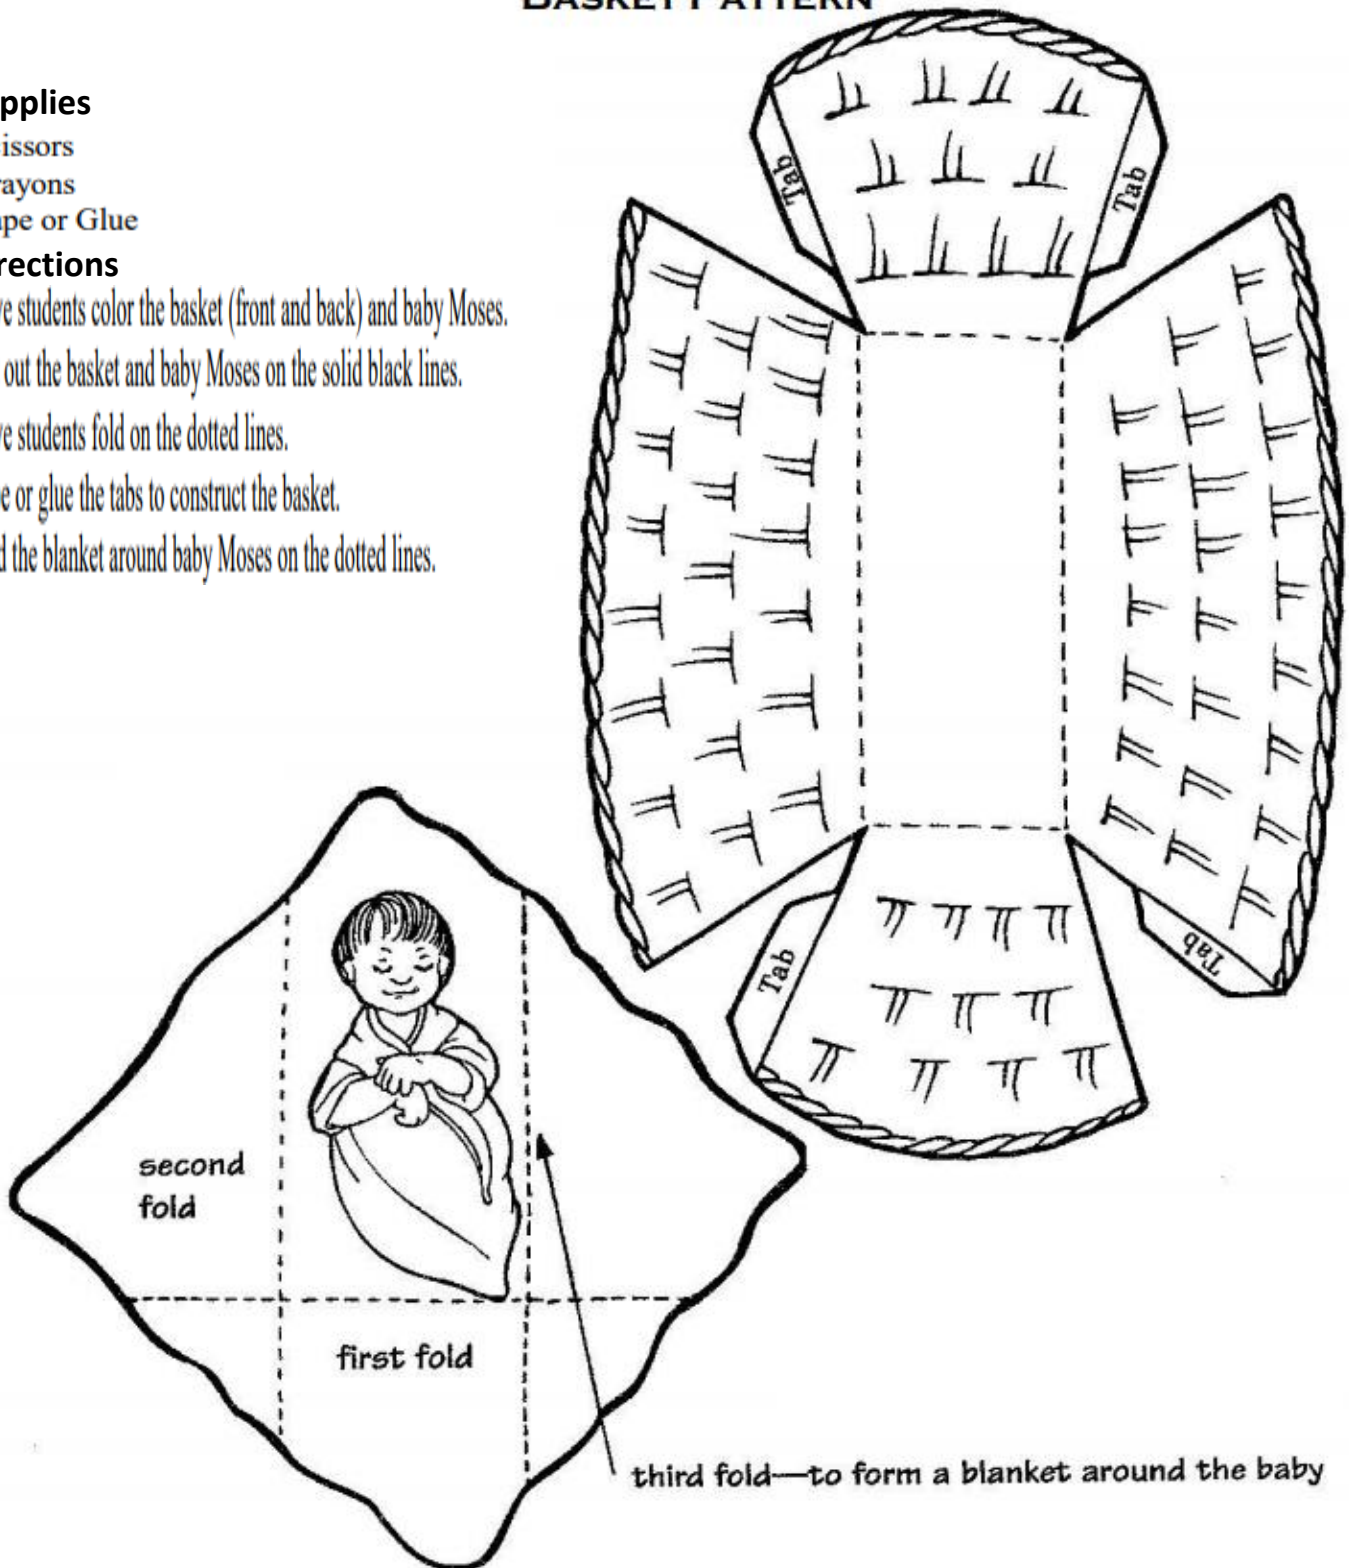 BASKET PATTERN
pplies
issors
rayons
ape or Glue
rections
ve students color the basket (front and back) and baby Moses.
out the basket and baby Moses on the solid black lines.
ve students fold on the dotted lines.
e or glue the tabs to construct the basket.
d the blanket around baby Moses on the dotted lines.
Tab
Tab
Tab
Tab
second
fold
first fold
third fold—to form a blanket around the baby